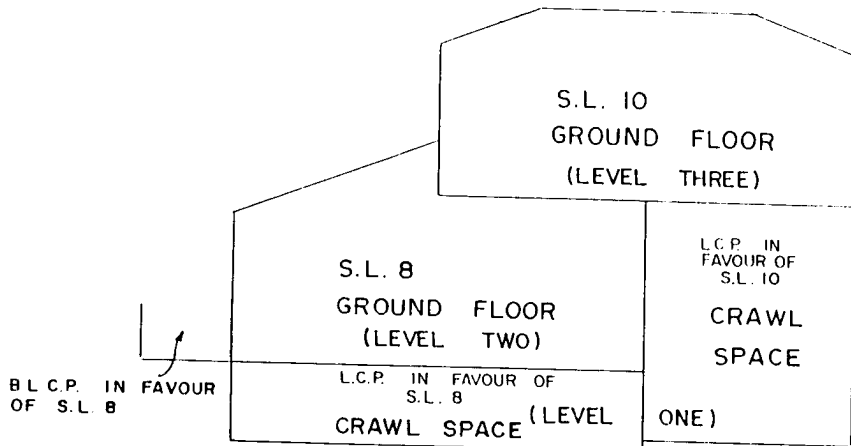 S.L. 10
GROUND FLOOR
(LEVEL THREE)
L.C.P. IN
FAVOUR OF
S.L. 10
CRAWL
SPACE
S.L. 8
GROUND FLOOR
(LEVEL TWO)
B L C.P. IN FAVOUR
OF S.L. 8
L.C.P. IN FAVOUR OF
S.L. 8
CRAWL SPACE (LEVEL ONE)